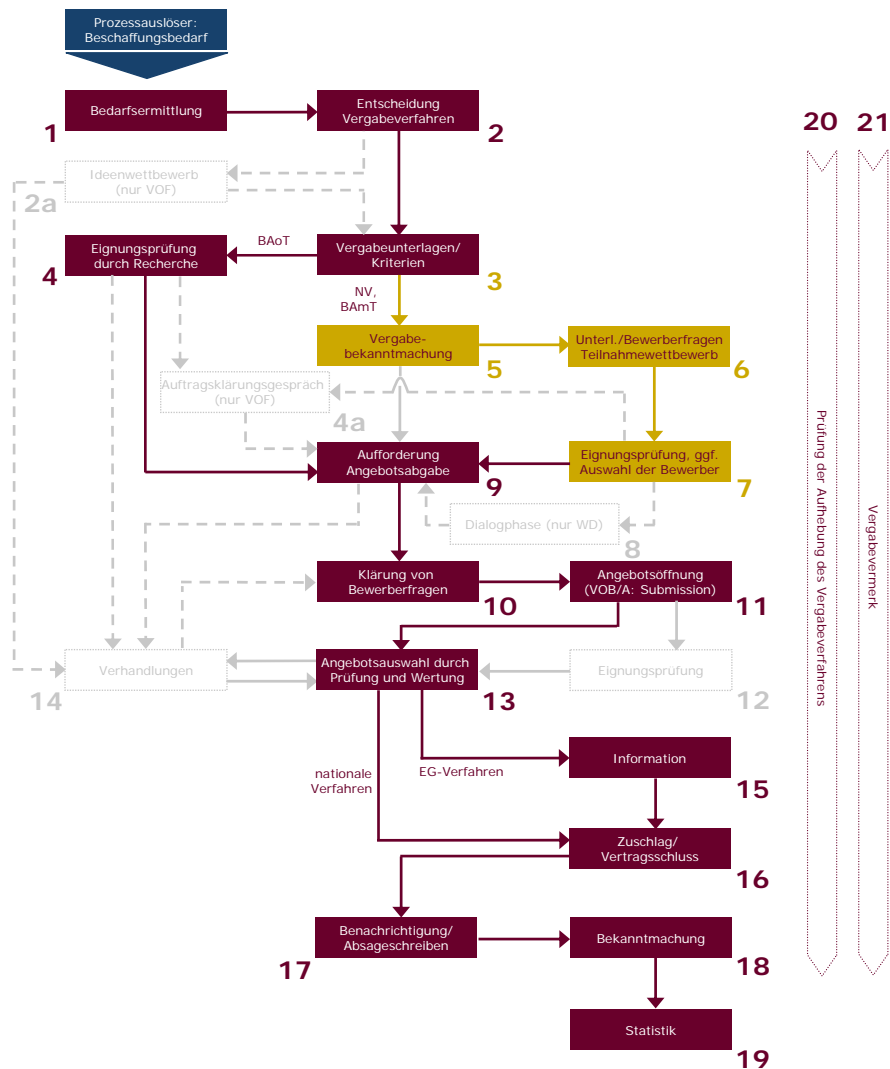 Prozessauslöser:
Beschaffungsbedarf
Bedarfsermittlung
1
Entscheidung
Vergabeverfahren
2
20
21
Ideenwettbewerb
(nur VOF)
2a
Eignungsprüfung
durch Recherche
4
BAoT
Vergabeunterlagen/
Kriterien
3
NV,
BAmT
Vergabe-
bekanntmachung
5
Unterl./Bewerberfragen
Teilnahmewettbewerb
6
Auftragsklärungsgespräch
(nur VOF)
4a
Aufforderung
Angebotsabgabe
9
Eignungsprüfung, ggf.
Auswahl der Bewerber
7
Dialogphase (nur WD)
8
Klärung von
Bewerberfragen
10
Angebotsöffnung
(VOB/A: Submission)
11
Verhandlungen
14
Angebotsauswahl durch
Prüfung und Wertung
13
Eignungsprüfung
12
nationale
Verfahren
EG-Verfahren
Information
15
Zuschlag/
Vertragsschluss
16
Benachrichtigung/
Absageschreiben
17
Bekanntmachung
18
Statistik
19
Prüfung der Aufhebung des Vergabeverfahrens
Vergabevermerk